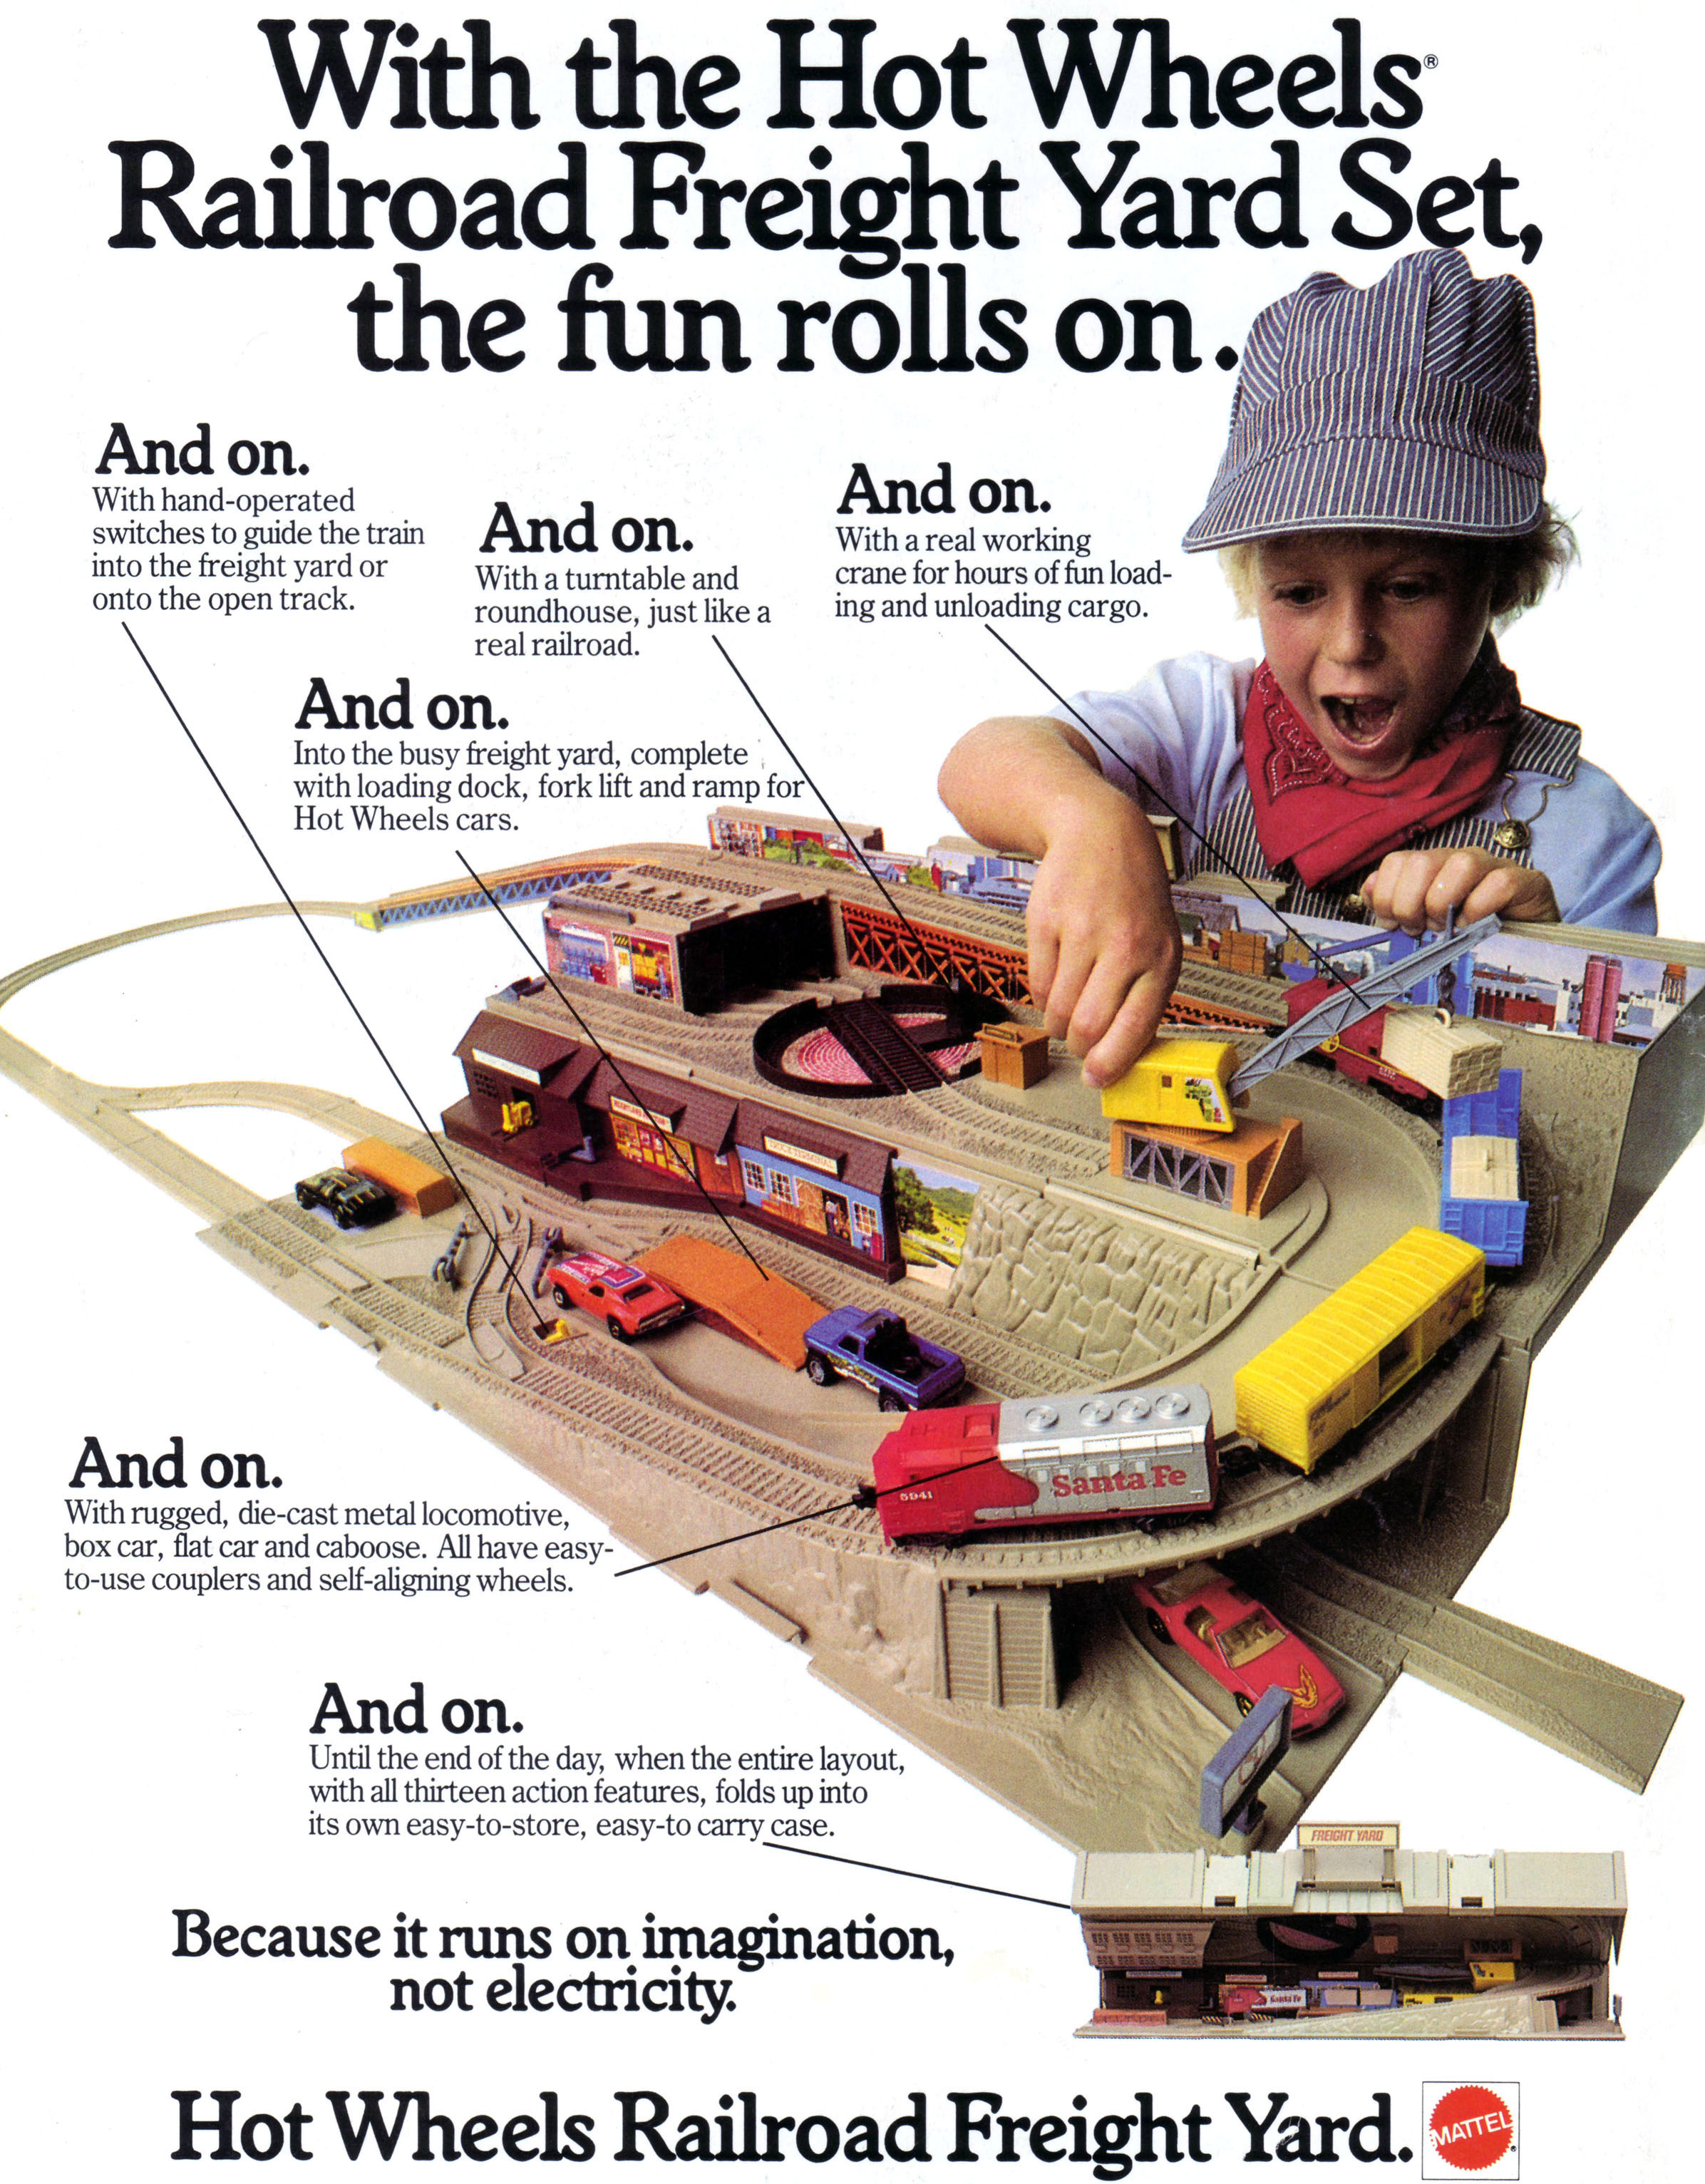 With the Hot Wheels®
Railroad Freight Yard Set,
the fun rolls on.
And on.
With hand-operated
switches to guide the train
into the freight yard or
onto the open track.
And on.
With a turntable and
roundhouse, just like a
real railroad.
And on.
With a real working
crane for hours of fun load-
ing and unloading cargo.
And on.
Into the busy freight yard, complete
with loading dock, fork lift and ramp for
Hot Wheels cars.
TRUCK TERMINAL
5941
Santa Fe
And on.
With rugged, die-cast metal locomotive,
box car, flat car and caboose. All have easy-
to-use couplers and self-aligning wheels.
And on.
Until the end of the day, when the entire layout,
with all thirteen action features, folds up into
its own easy-to-store, easy-to carry case.
FREIGHT YARD
Santa Fe
Because it runs on imagination,
not electricity.
Hot Wheels Railroad Freight Yard.
MATTEL®